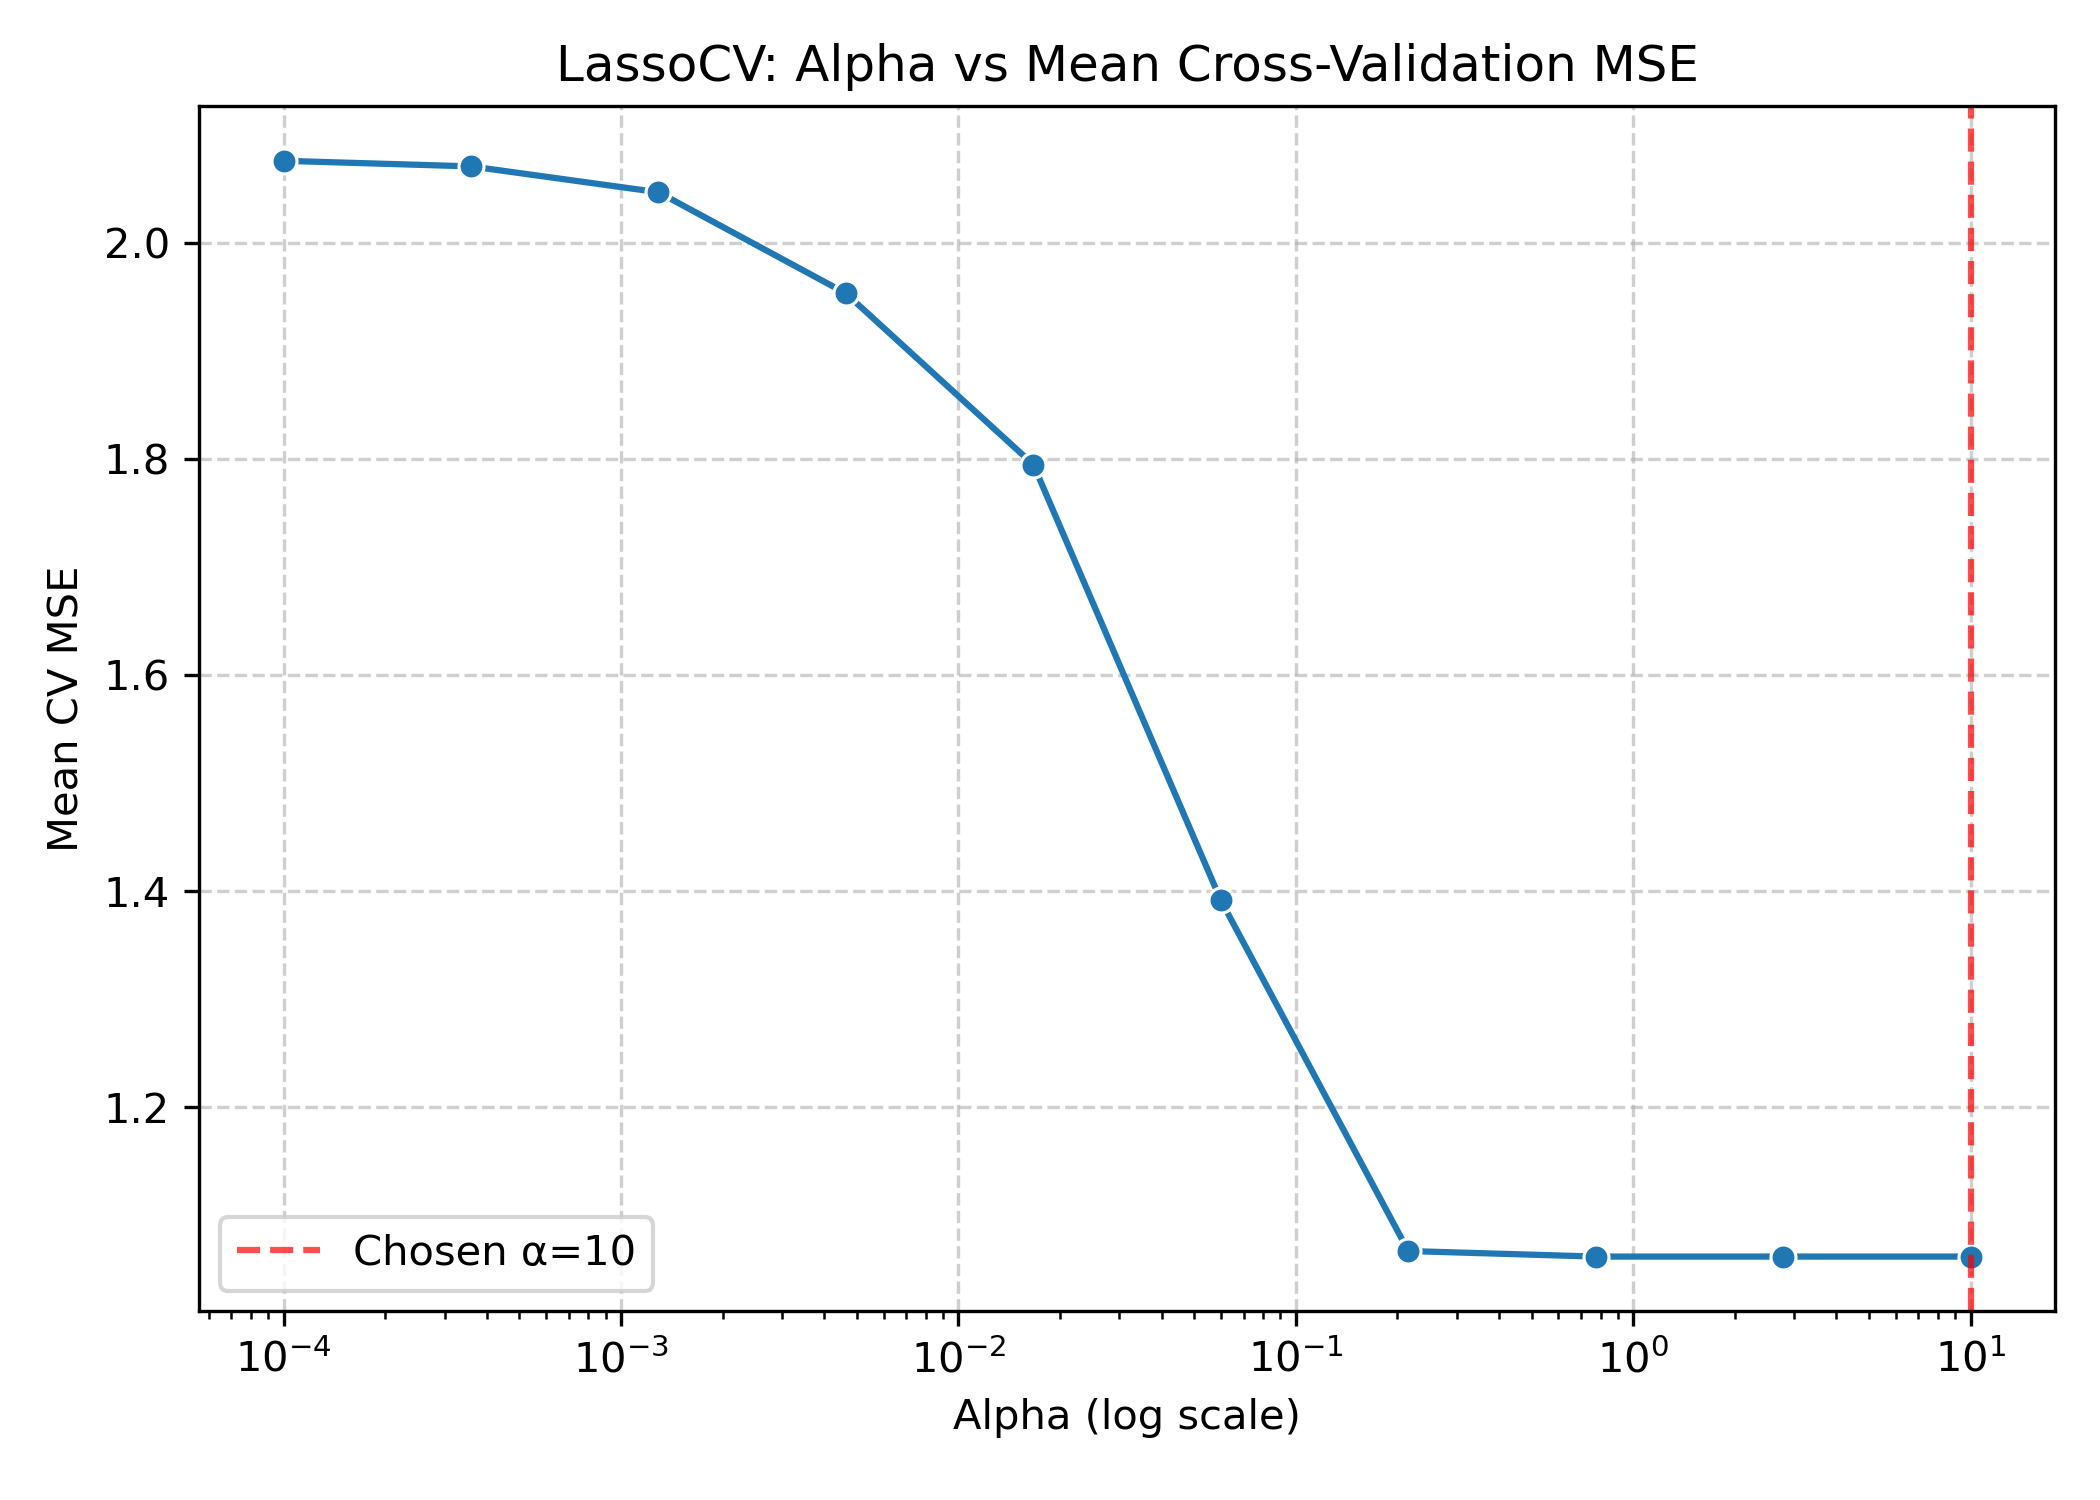 LassoCV: Alpha vs Mean Cross-Validation MSE
Mean CV MSE
2.0
1.8
1.6
1.4
1.2
Chosen α=10
10⁻⁴ 10⁻³ 10⁻² 10⁻¹ 10⁰ 10¹
Alpha (log scale)